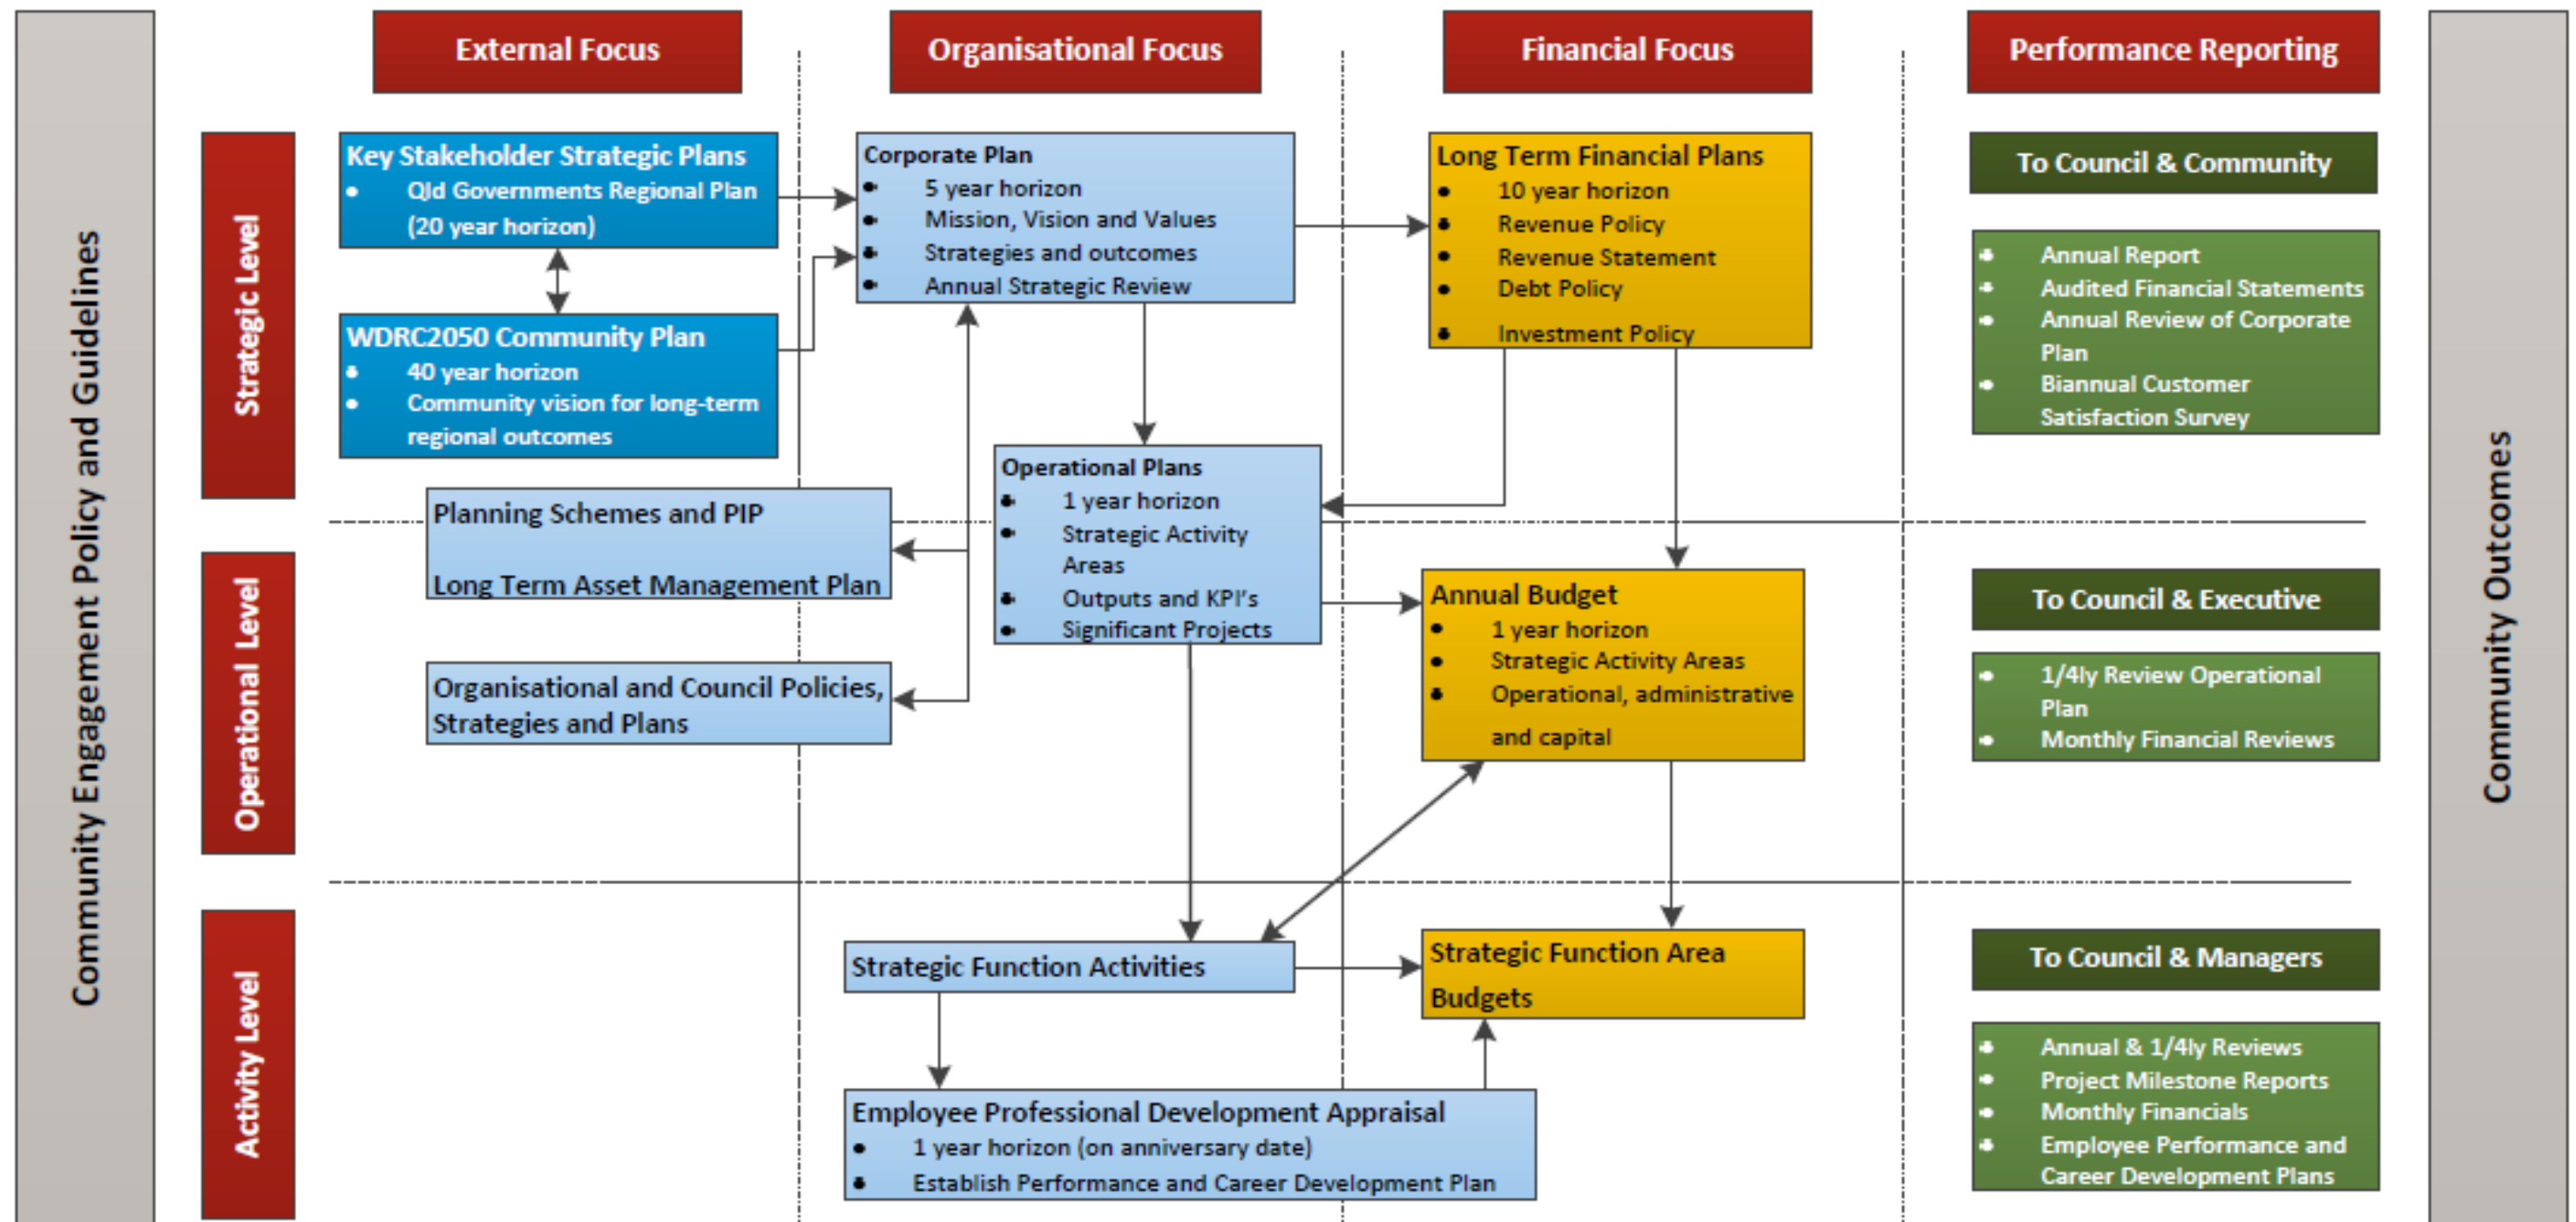 Community Engagement Policy and Guidelines
External Focus
Organisational Focus
Financial Focus
Performance Reporting
Strategic Level
Key Stakeholder Strategic Plans
Qld Governments Regional Plan
(20 year horizon)
WDRC2050 Community Plan
40 year horizon
Community vision for long-term
regional outcomes
Corporate Plan
5 year horizon
Mission, Vision and Values
Strategies and outcomes
Annual Strategic Review
Long Term Financial Plans
10 year horizon
Revenue Policy
Revenue Statement
Debt Policy
Investment Policy
To Council & Community
Annual Report
Audited Financial Statements
Annual Review of Corporate
Plan
Biannual Customer
Satisfaction Survey
Planning Schemes and PIP
Long Term Asset Management Plan
Operational Plans
1 year horizon
Strategic Activity
Areas
Outputs and KPI's
Significant Projects
Operational Level
Organisational and Council Policies,
Strategies and Plans
Annual Budget
1 year horizon
Strategic Activity Areas
Operational, administrative
and capital
To Council & Executive
1/4ly Review Operational
Plan
Monthly Financial Reviews
Activity Level
Strategic Function Activities
Strategic Function Area
Budgets
Employee Professional Development Appraisal
1 year horizon (on anniversary date)
Establish Performance and Career Development Plan
To Council & Managers
Annual & 1/4ly Reviews
Project Milestone Reports
Monthly Financials
Employee Performance and
Career Development Plans
Community Outcomes